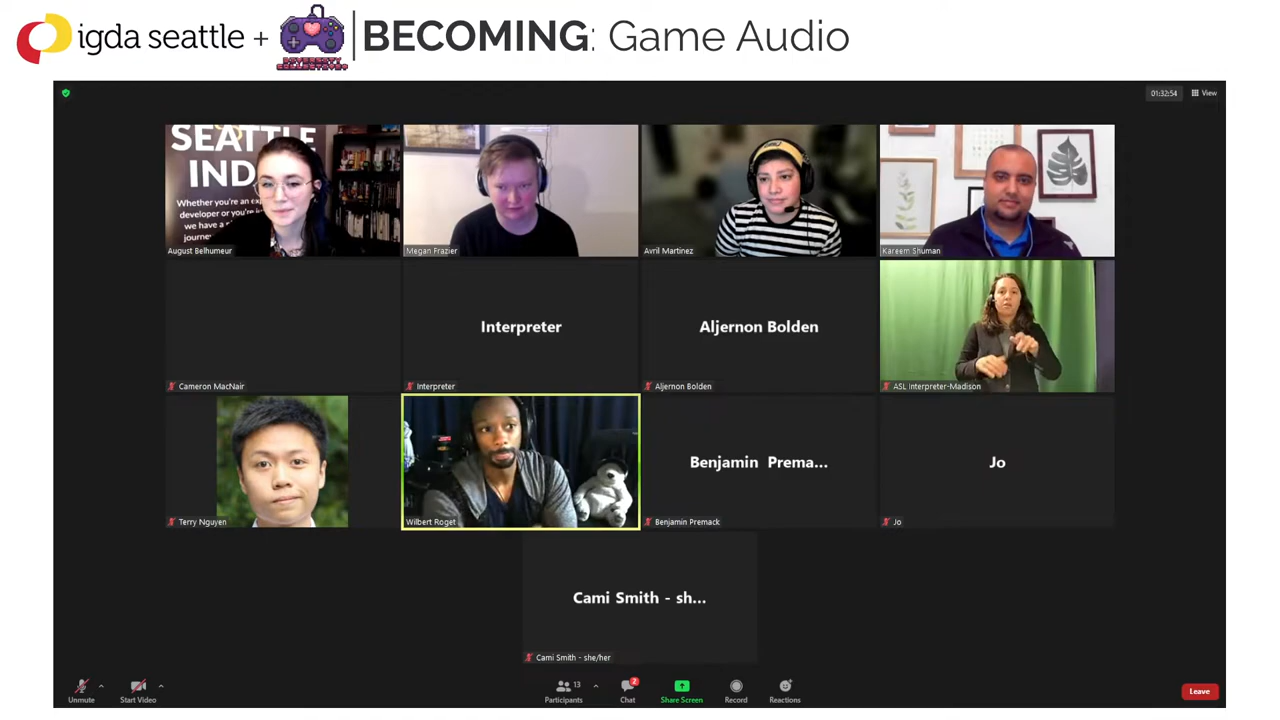 igda seattle + | BECOMING: Game Audio
DIVERSITY
COLLECTIVE
01:32:54
View
SEATTLE
IND
Whether you're an exp
developer or you're i
we have a
journe
August Belhumeur
Megan Frazier
Avril Martinez
Kareem Shuman
Cameron MacNair
Interpreter
Interpreter
Aljernon Bolden
Aljernon Bolden
ASL Interpreter-Madison
Terry Nguyen
Wilbert Roget
Benjamin Prema...
Benjamin Premack
Jo
Jo
Cami Smith - sh...
Cami Smith - she/her
Unmute
Start Video
13
Participants
2
Chat
Share Screen
Record
Reactions
Leave